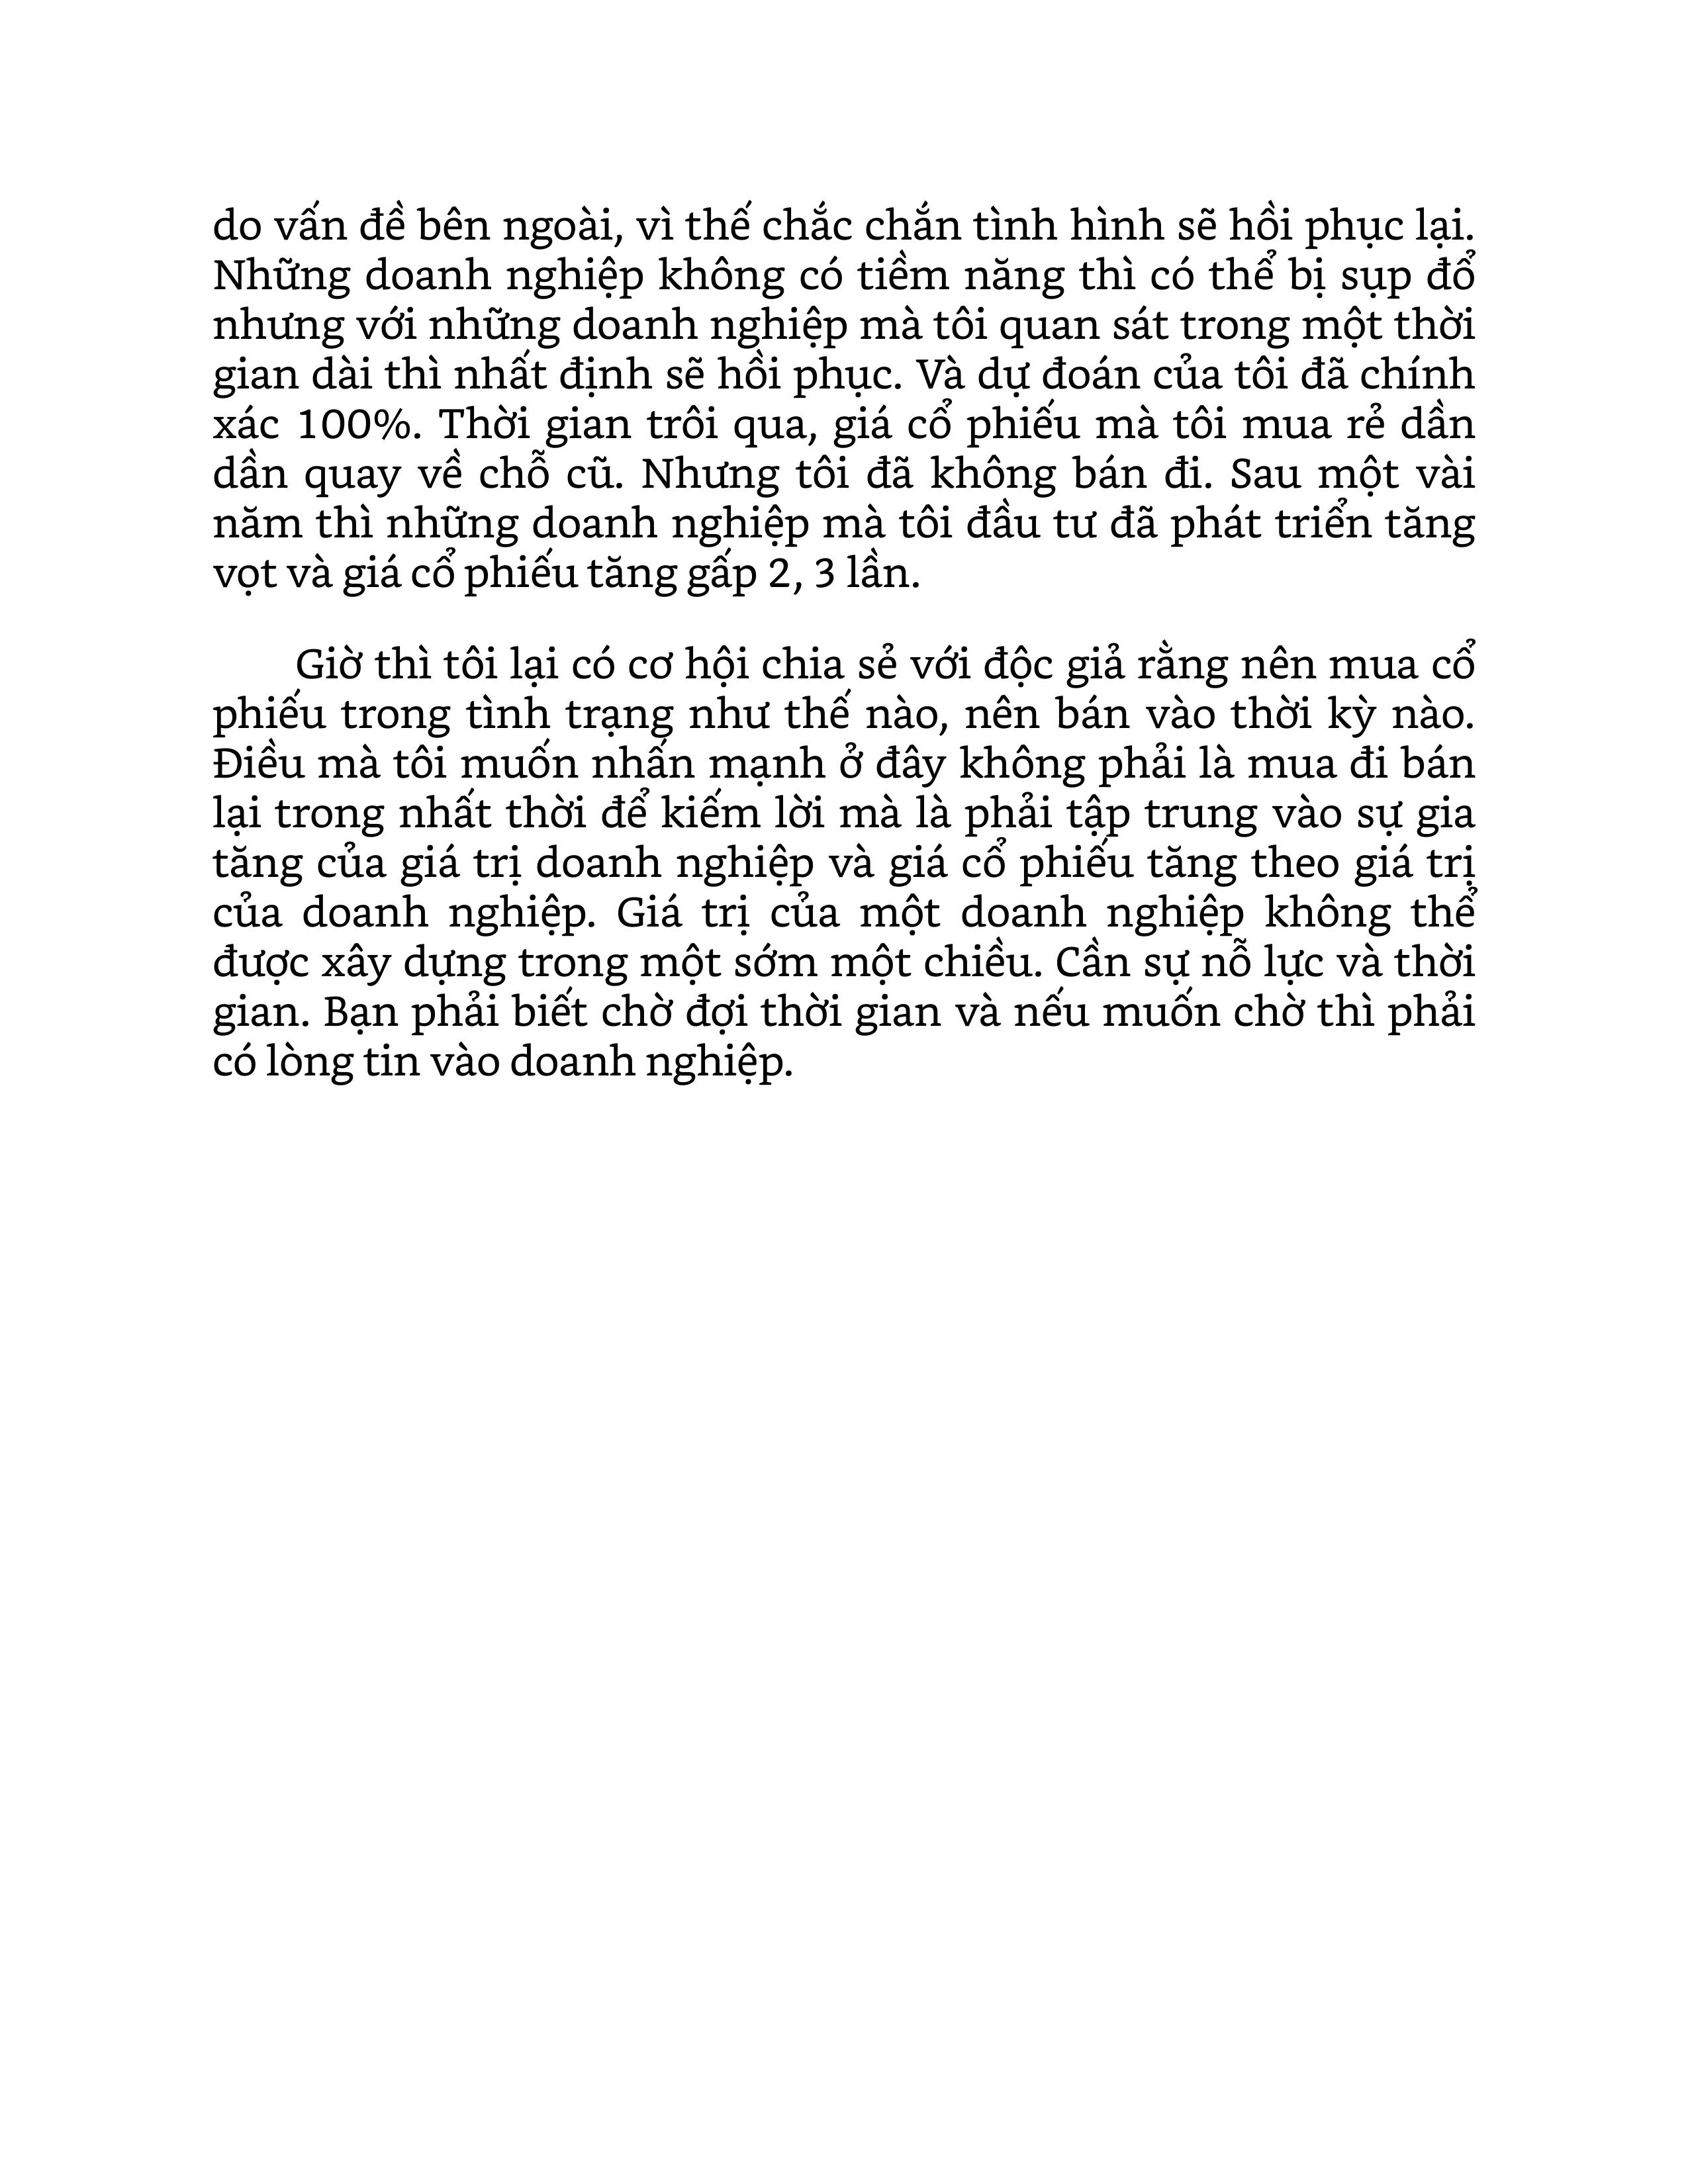 do vấn đề bên ngoài, vì thế chắc chắn tình hình sẽ hồi phục lại.
Những doanh nghiệp không có tiềm năng thì có thể bị sụp đổ
nhưng với những doanh nghiệp mà tôi quan sát trong một thời
gian dài thì nhất định sẽ hồi phục. Và dự đoán của tôi đã chính
xác 100%. Thời gian trôi qua, giá cổ phiếu mà tôi mua rẻ dần
dần quay về chỗ cũ. Nhưng tôi đã không bán đi. Sau một vài
năm thì những doanh nghiệp mà tôi đầu tư đã phát triển tăng
vọt và giá cổ phiếu tăng gấp 2, 3 lần.
Giờ thì tôi lại có cơ hội chia sẻ với độc giả rằng nên mua cổ
phiếu trong tình trạng như thế nào, nên bán vào thời kỳ nào.
Điều mà tôi muốn nhấn mạnh ở đây không phải là mua đi bán
lại trong nhất thời để kiếm lời mà là phải tập trung vào sự gia
tăng của giá trị doanh nghiệp và giá cổ phiếu tăng theo giá trị
của doanh nghiệp. Giá trị của một doanh nghiệp không thể
được xây dựng trong một sớm một chiều. Cần sự nỗ lực và thời
gian. Bạn phải biết chờ đợi thời gian và nếu muốn chờ thì phải
có lòng tin vào doanh nghiệp.